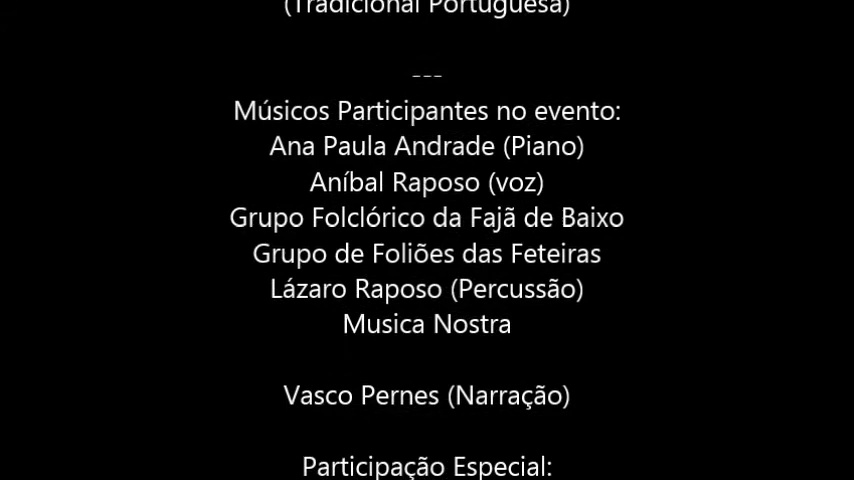 (Tradicional Portuguesa)
---
Músicos Participantes no evento:
Ana Paula Andrade (Piano)
Aníbal Raposo (voz)
Grupo Folclórico da Fajã de Baixo
Grupo de Foliões das Feteiras
Lázaro Raposo (Percussão)
Musica Nostra
Vasco Pernes (Narração)
Participação Especial: